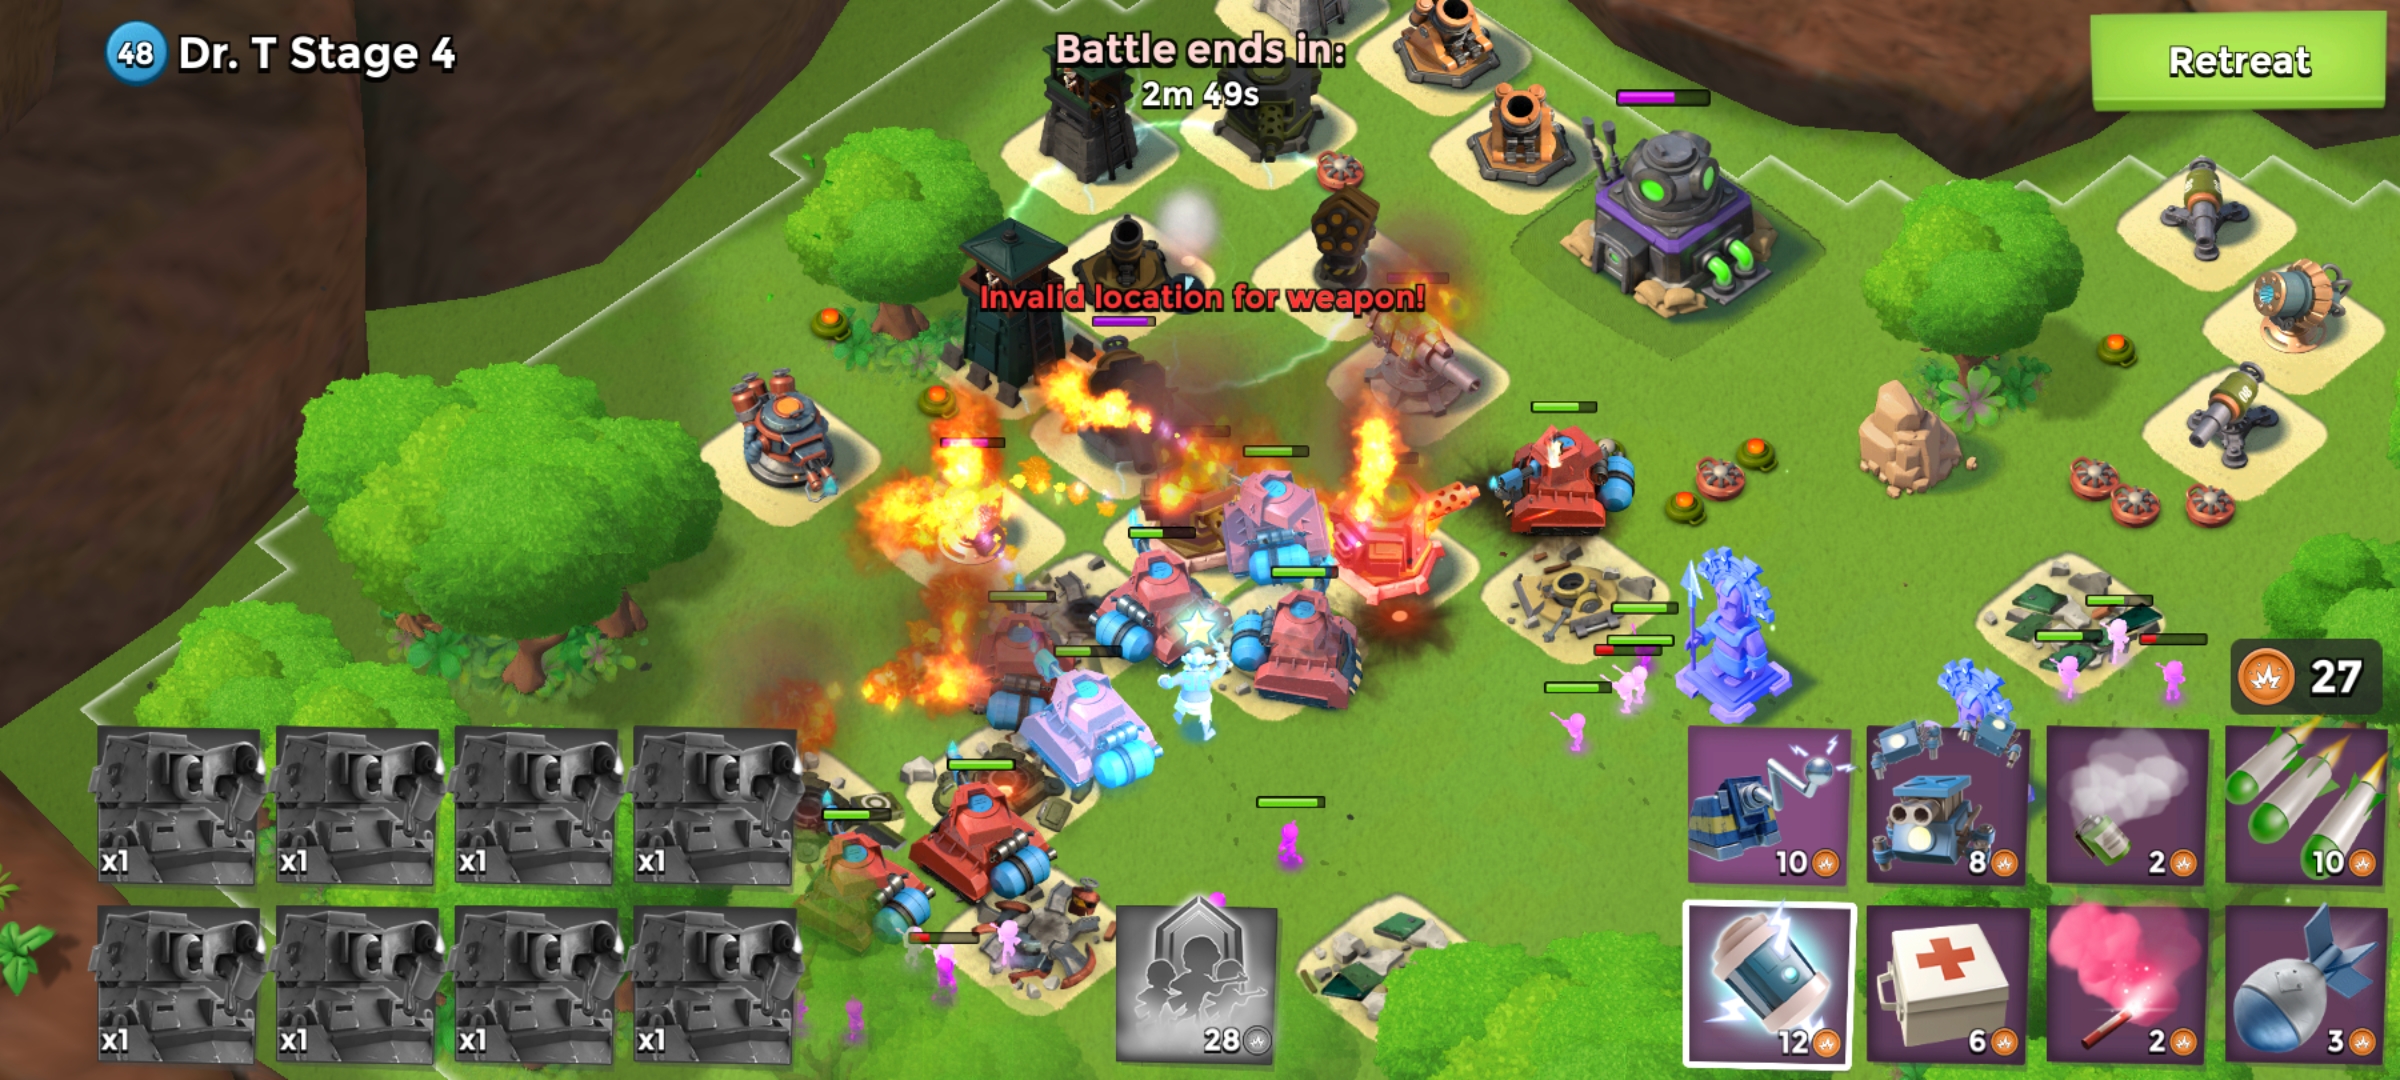 48 Dr. T Stage 4
Battle ends in:
2m 49s
Retreat
Invalid location for weapon!
27
x1 x1 x1 x1
10 8 2 10
x1 x1 x1 x1
28
12 6 2 3